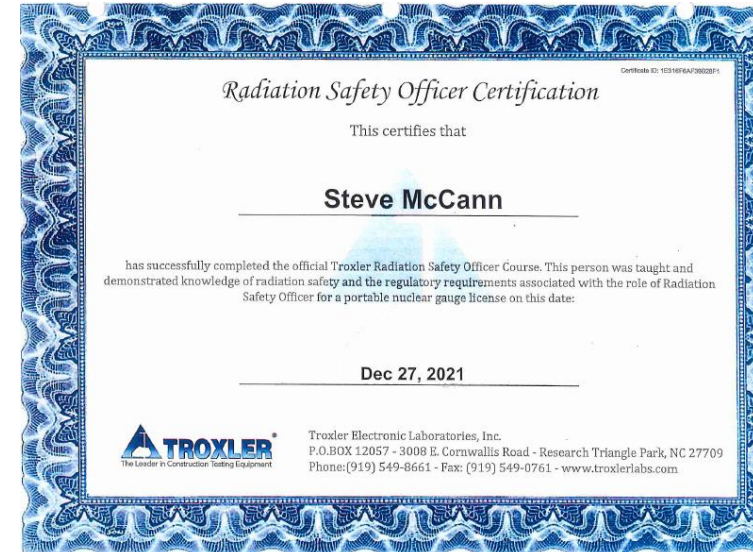 Certificate ID: 1E316F6AF3902BF1
Radiation Safety Officer Certification
This certifies that
Steve McCann
has successfully completed the official Troxler Radiation Safety Officer Course. This person was taught and
demonstrated knowledge of radiation safety and the regulatory requirements associated with the role of Radiation
Safety Officer for a portable nuclear gauge license on this date:
Dec 27, 2021
TROXLER
The Leader in Construction Testing Equipment
Troxler Electronic Laboratories, Inc.
P.O.BOX 12057 - 3008 E. Cornwallis Road - Research Triangle Park, NC 27709
Phone:(919) 549-8661 - Fax: (919) 549-0761 - www.troxlerlabs.com